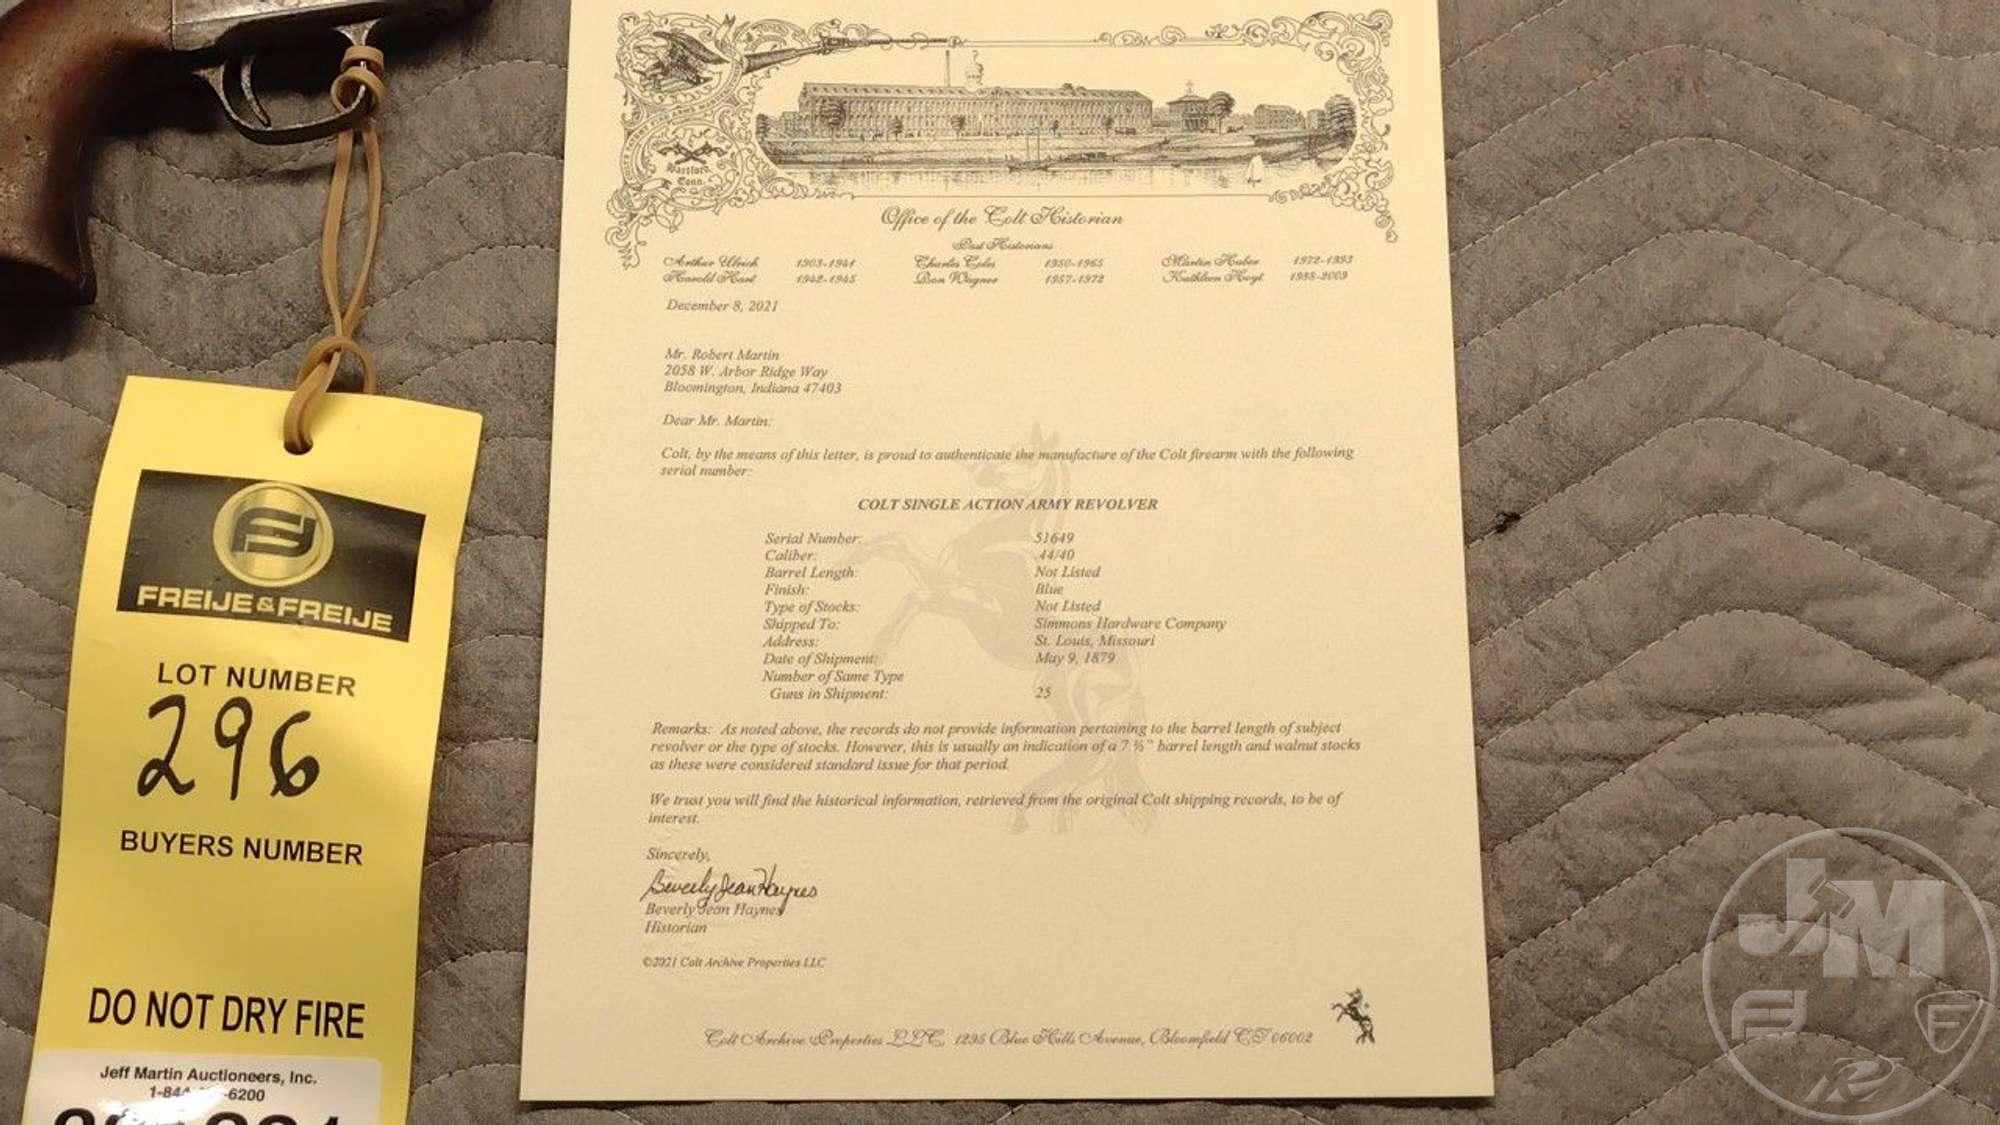 Hartford
Conn.
Office of the Colt Historian
Past Historians
Arthur Ulrich 1903-1941 Charles Coles 1950-1965 Martin Huber 1972-1993
Harold Hart 1942-1945 Ron Wagner 1957-1972 Kathleen Hoyt 1988-2009
December 8, 2021
Mr. Robert Martin
2058 W. Arbor Ridge Way
Bloomington, Indiana 47403
Dear Mr. Martin:
Colt, by the means of this letter, is proud to authenticate the manufacture of the Colt firearm with the following
serial number:
COLT SINGLE ACTION ARMY REVOLVER
Serial Number: 51649
Caliber: .44/40
Barrel Length: Not Listed
Finish: Blue
Type of Stocks: Not Listed
Shipped To: Simmons Hardware Company
Address: St. Louis, Missouri
Date of Shipment: May 9, 1879
Number of Same Type
Guns in Shipment: 25
Remarks: As noted above, the records do not provide information pertaining to the barrel length of subject
revolver or the type of stocks. However, this is usually an indication of a 7 ½" barrel length and walnut stocks
as these were considered standard issue for that period.
We trust you will find the historical information, retrieved from the original Colt shipping records, to be of
interest.
Sincerely,
Beverly Jean Haynes
Beverly Jean Haynes
Historian
©2021 Colt Archive Properties LLC
Colt Archive Properties LLC, 1295 Blue Hills Avenue, Bloomfield CT 06002
FJ
FREIJE & FREIJE
LOT NUMBER
296
BUYERS NUMBER
DO NOT DRY FIRE
Jeff Martin Auctioneers, Inc.
JM
FJ
F